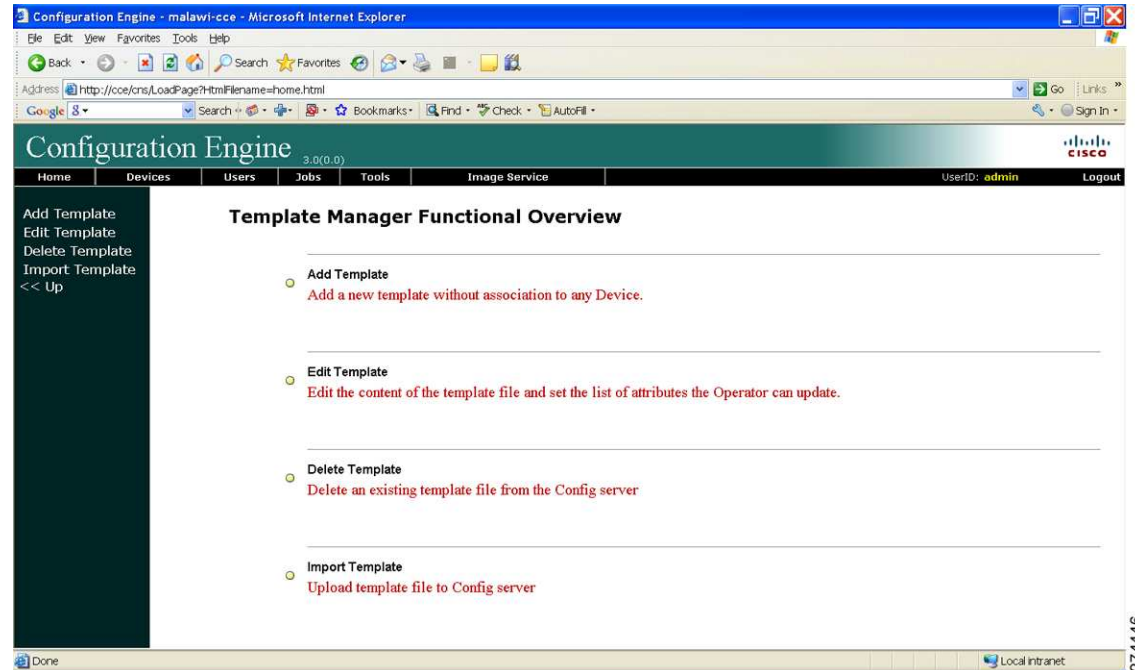 Configuration Engine - malawi-cce - Microsoft Internet Explorer
File Edit View Favorites Tools Help
Back Search Favorites
Address http://cce/cns/LoadPage?HtmlFilename=home.html Go Links »
Google Search Bookmarks Find Check AutoFill Sign In
Configuration Engine 3.0(0.0) CISCO
Home Devices Users Jobs Tools Image Service UserID: admin Logout
Add Template
Edit Template
Delete Template
Import Template
<< Up
Template Manager Functional Overview
Add Template
Add a new template without association to any Device.
Edit Template
Edit the content of the template file and set the list of attributes the Operator can update.
Delete Template
Delete an existing template file from the Config server
Import Template
Upload template file to Config server
Done Local intranet